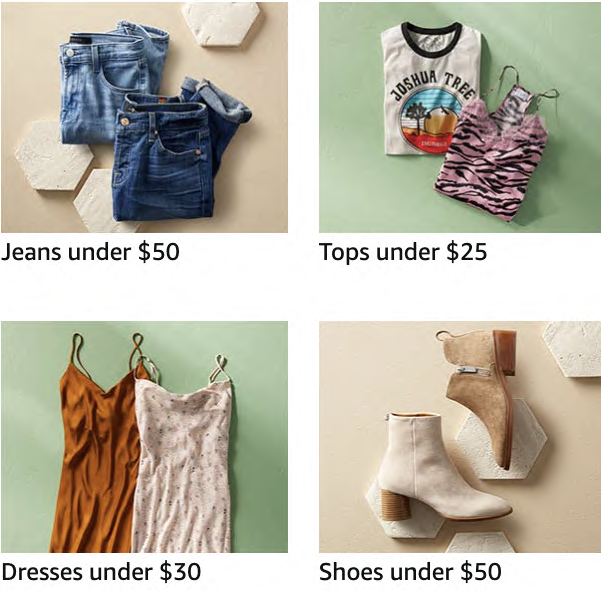 Jeans under $50
Tops under $25
JOSHUA TREE
Dresses under $30
Shoes under $50